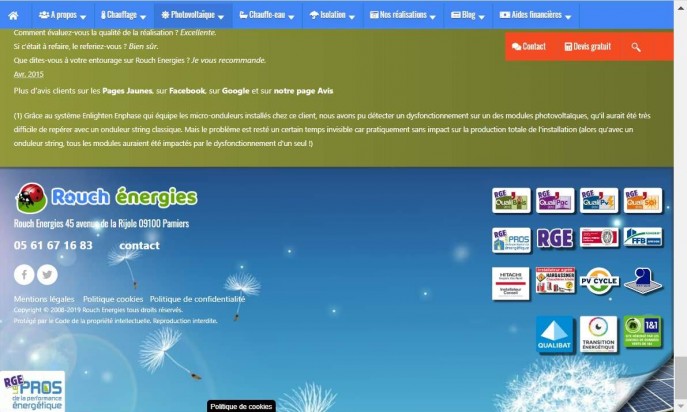 A propos
Chauffage
Photovoltaïque
Chauffe-eau
Isolation
Nos réalisations
Blog
Aides financières
Comment évaluez-vous la qualité de la réalisation ? Excellente.
Si c'était à refaire, le referiez-vous ? Bien sûr.
Que dites-vous à votre entourage sur Rouch Energies ? Je vous recommande.
Avr. 2015
Contact Devis gratuit
Plus d'avis clients sur les Pages Jaunes, sur Facebook, sur Google et sur notre page Avis.
(1) Grâce au système Enlighten Enphase qui équipe les micro-onduleurs installés chez ce client, nous avons pu détecter un dysfonctionnement sur un des modules photovoltaïques, qu'il aurait été très
difficile de repérer avec un onduleur string classique. Mais le problème est resté un certain temps invisible car pratiquement sans impact sur la production totale de l'installation (alors qu'avec un
onduleur string, tous les modules auraient été impactés par le dysfonctionnement d'un seul !)
Rouch énergies
Rouch Energies 45 avenue de la Rijole 09100 Pamiers
05 61 67 16 83 contact
Mentions légales Politique cookies Politique de confidentialité
Copyright © 2008-2019 Rouch Energies tous droits réservés.
Protégé par le Code de la propriété intellectuelle. Reproduction interdite.
RGE
RGE
RGE
RGE
Quali'Sol
RGE
PROS
RGE
FFB
HITACHI
HARGASSNER
PV CYCLE
QUALIBAT
TRANSITION
ÉNERGÉTIQUE
1&1
RGE
LES PROS
de la performance
énergétique
Politique de cookies